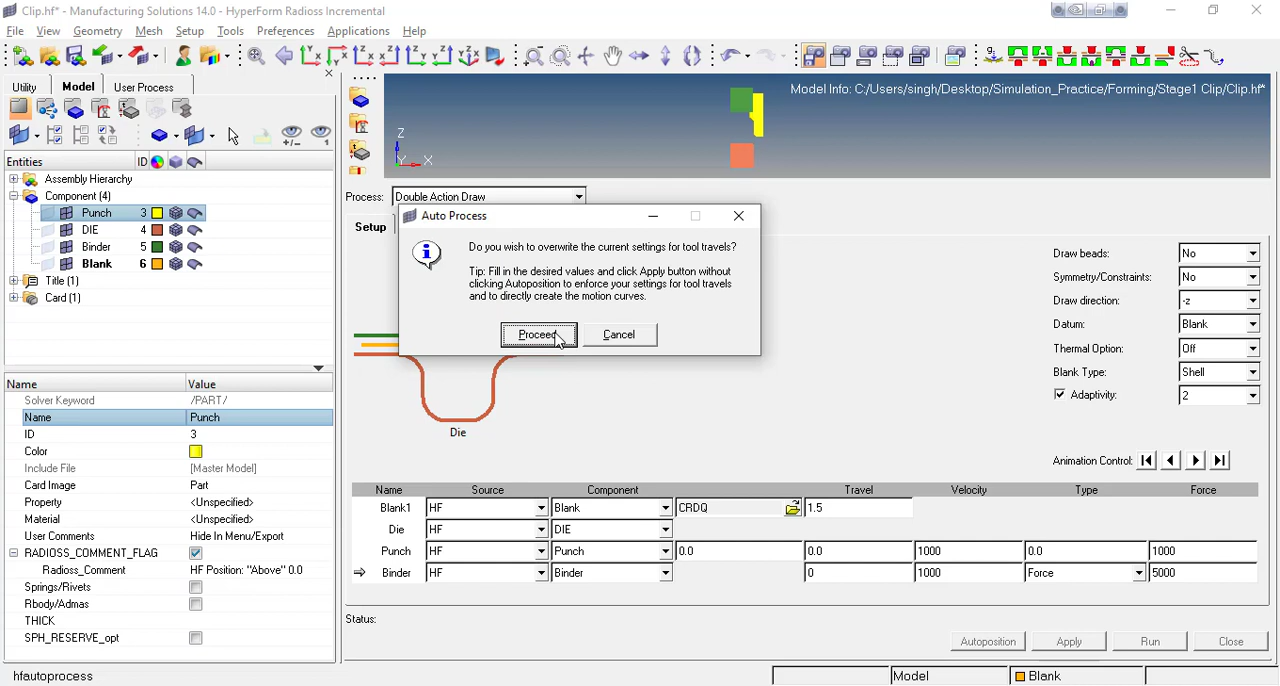 Clip.hf* - Manufacturing Solutions 14.0 - HyperForm Radioss Incremental
File View Geometry Mesh Setup Tools Preferences Applications Help
Utility Model User Process
Model Info: C:/Users/singh/Desktop/Simulation_Practice/Forming/Stage1 Clip/Clip.hf*
Z
Y X
Entities ID
Assembly Hierarchy
Component (4)
Punch 3
DIE 4
Binder 5
Blank 6
Title (1)
Card (1)
Name Value
Solver Keyword /PART/
Name Punch
ID 3
Color
Include File [Master Model]
Card Image Part
Property <Unspecified>
Material <Unspecified>
User Comments Hide In Menu/Export
RADIOSS_COMMENT_FLAG
Radioss_Comment HF Position: "Above" 0.0
Springs/Rivets
Rbody/Admas
THICK
SPH_RESERVE_opt
Process: Double Action Draw
Setup
Auto Process
Do you wish to overwrite the current settings for tool travels?
Tip: Fill in the desired values and click Apply button without
clicking Autoposition to enforce your settings for tool travels
and to directly create the motion curves.
Proceed Cancel
Die
Draw beads: No
Symmetry/Constraints: No
Draw direction: -z
Datum: Blank
Thermal Option: Off
Blank Type: Shell
Adaptivity: 2
Animation Control:
Name Source Component Travel Velocity Type Force
Blank1 HF Blank CRDQ 1.5
Die HF DIE
Punch HF Punch 0.0 0.0 1000 0.0 1000
Binder HF Binder 0 1000 Force 5000
Status:
Autoposition Apply Run Close
hfautoprocess Model Blank